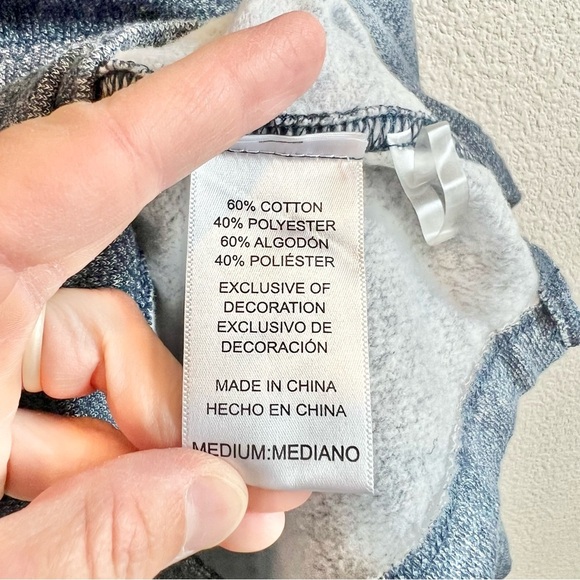 60% COTTON
40% POLYESTER
60% ALGODÓN
40% POLIÉSTER
EXCLUSIVE OF
DECORATION
EXCLUSIVO DE
DECORACIÓN
MADE IN CHINA
HECHO EN CHINA
MEDIUM:MEDIANO